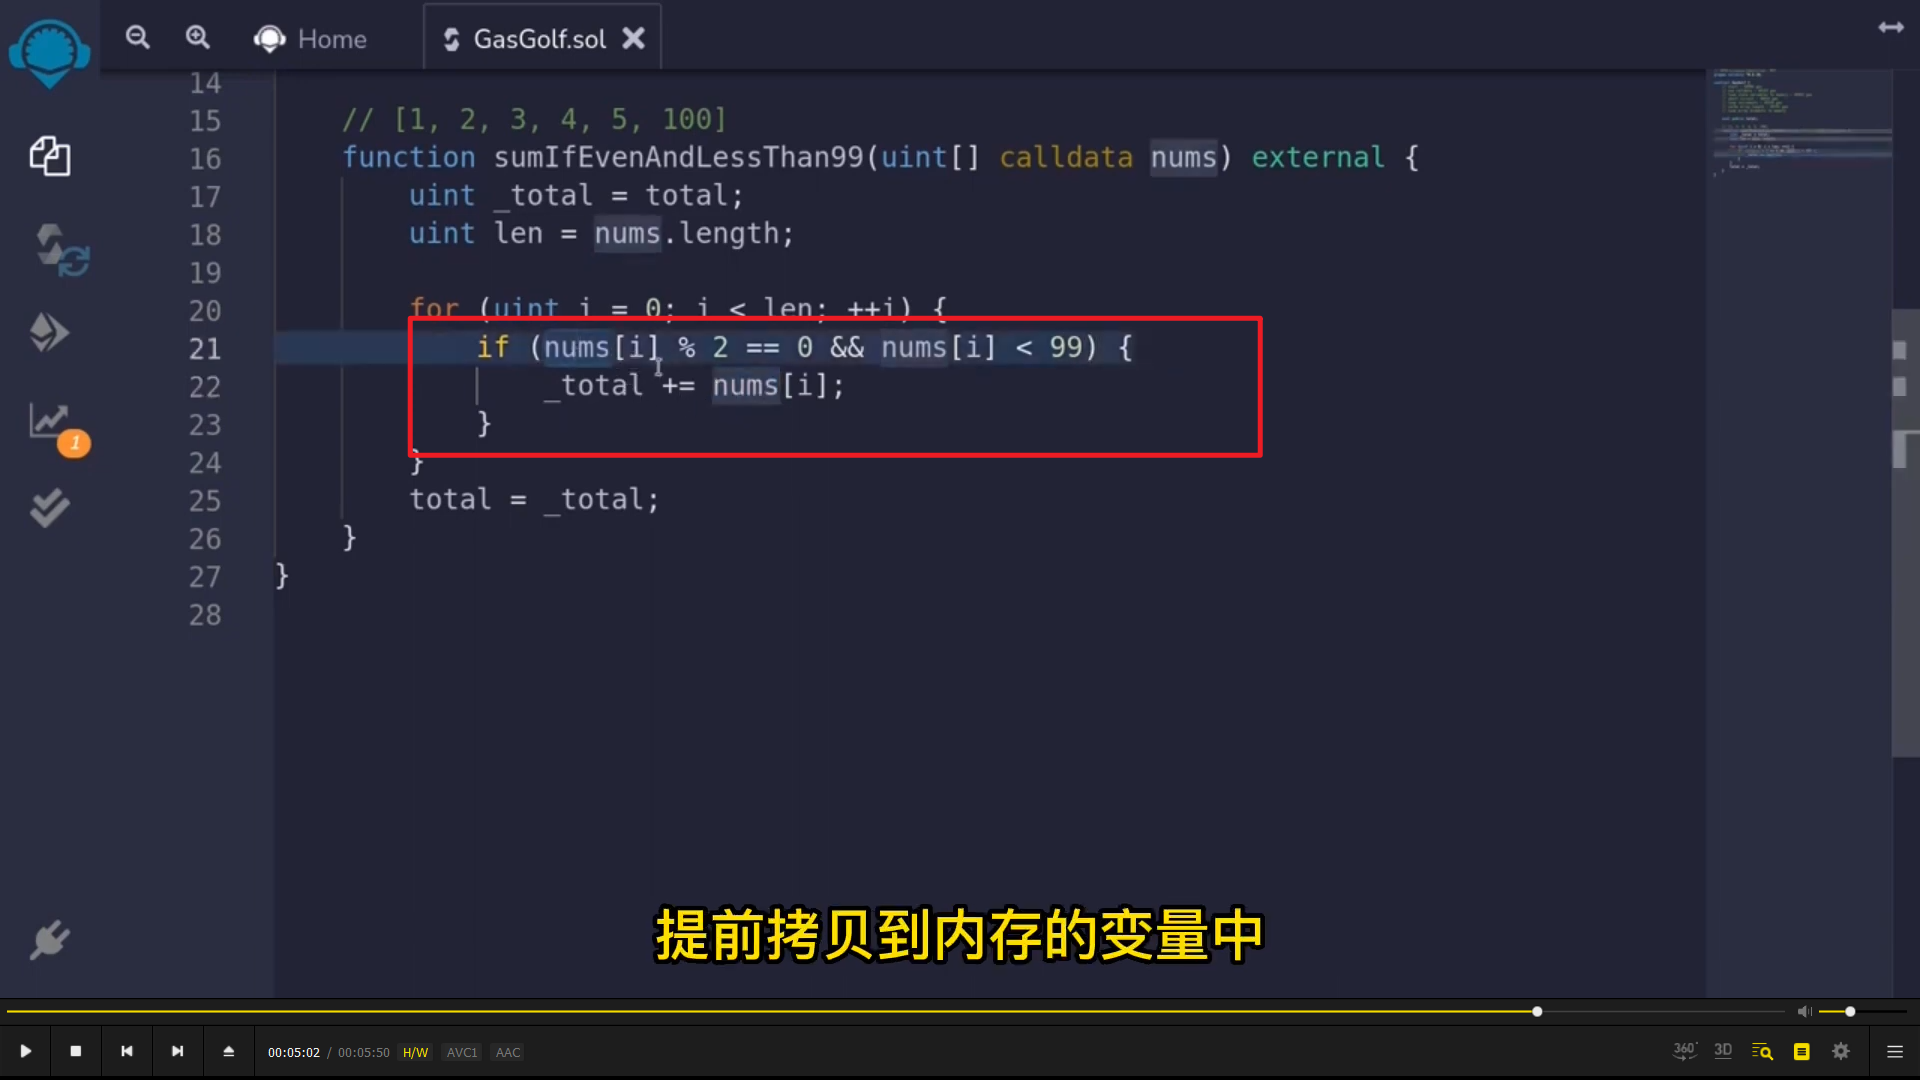 Home
GasGolf.sol
14
15 // [1, 2, 3, 4, 5, 100]
16 function sumIfEvenAndLessThan99(uint[] calldata nums) external {
17 uint _total = total;
18 uint len = nums.length;
19
20 for (uint i = 0; i < len; ++i) {
21 if (nums[i] % 2 == 0 && nums[i] < 99) {
22 _total += nums[i];
23 }
24 }
25 total = _total;
26 }
27 }
28
1
提前拷贝到内存的变量中
00:05:02 / 00:05:50 H/W AVC1 AAC
360° 3D